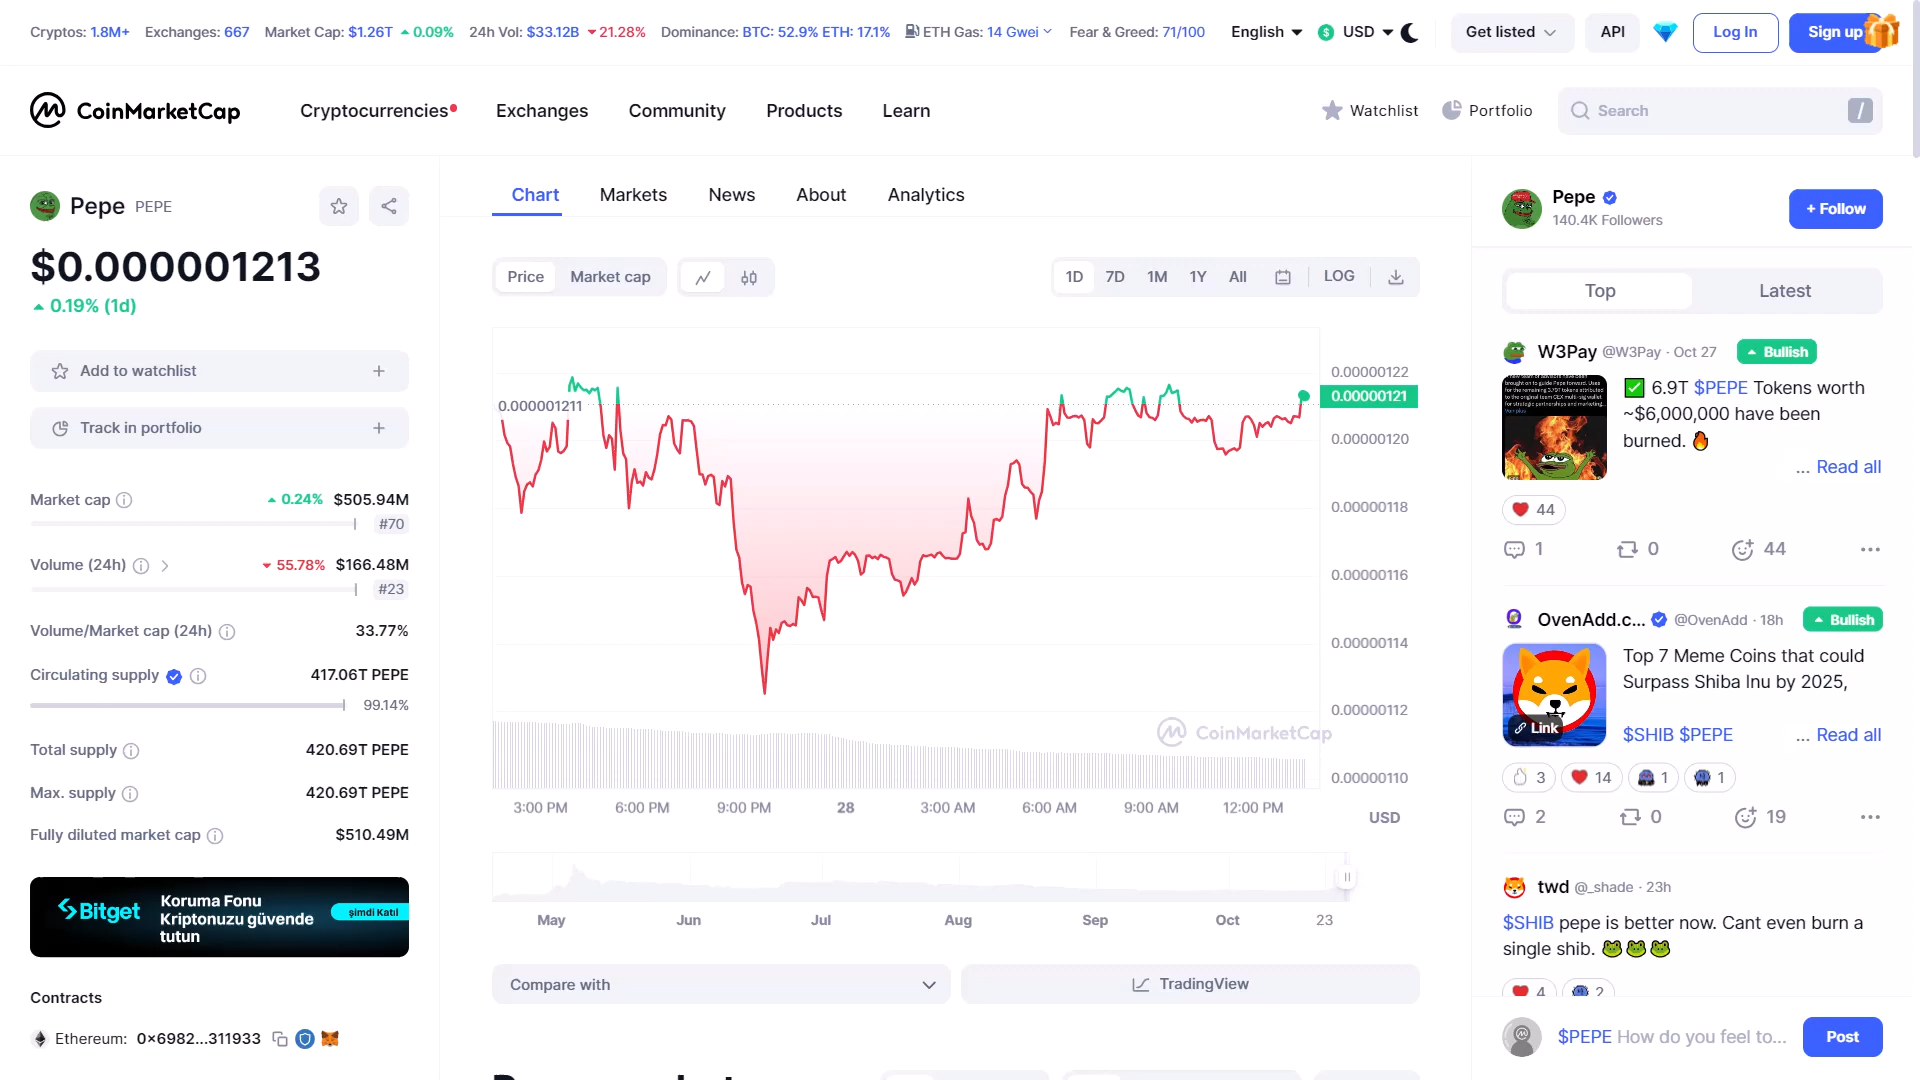 Cryptos: 1.8M+ Exchanges: 667 Market Cap: $1.26T 0.09% 24h Vol: $33.12B 21.28% Dominance: BTC: 52.9% ETH: 17.1% ETH Gas: 14 Gwei Fear & Greed: 71/100 English USD Get listed API Log In Sign up
CoinMarketCap Cryptocurrencies Exchanges Community Products Learn Watchlist Portfolio Search /
Pepe PEPE
$0.000001213
0.19% (1d)
Add to watchlist
Track in portfolio
Market cap 0.24% $505.94M
#70
Volume (24h) 55.78% $166.48M
#23
Volume/Market cap (24h) 33.77%
Circulating supply 417.06T PEPE
99.14%
Total supply 420.69T PEPE
Max. supply 420.69T PEPE
Fully diluted market cap $510.49M
Bitget
Koruma Fonu
Kriptonuzu güvende
tutun
şimdi Katıl
Contracts
Ethereum: 0x6982...311933
Chart Markets News About Analytics
Price Market cap 1D 7D 1M 1Y All LOG
0.000001211
0.00000122
0.00000121
0.00000120
0.00000118
0.00000116
0.00000114
0.00000112
0.00000110
CoinMarketCap
3:00 PM 6:00 PM 9:00 PM 28 3:00 AM 6:00 AM 9:00 AM 12:00 PM
USD
May Jun Jul Aug Sep Oct 23
Compare with TradingView
Pepe
140.4K Followers
+ Follow
Top Latest
W3Pay @W3Pay · Oct 27 Bullish
6.9T $PEPE Tokens worth
~$6,000,000 have been
burned.
... Read all
44
1 0 44
OvenAdd.c... @OvenAdd · 18h Bullish
Top 7 Meme Coins that could
Surpass Shiba Inu by 2025,
Link
$SHIB $PEPE ... Read all
3 14 1 1
2 0 19
twd @_shade · 23h
$SHIB pepe is better now. Cant even burn a
single shib.
4 2
$PEPE How do you feel to...
Post